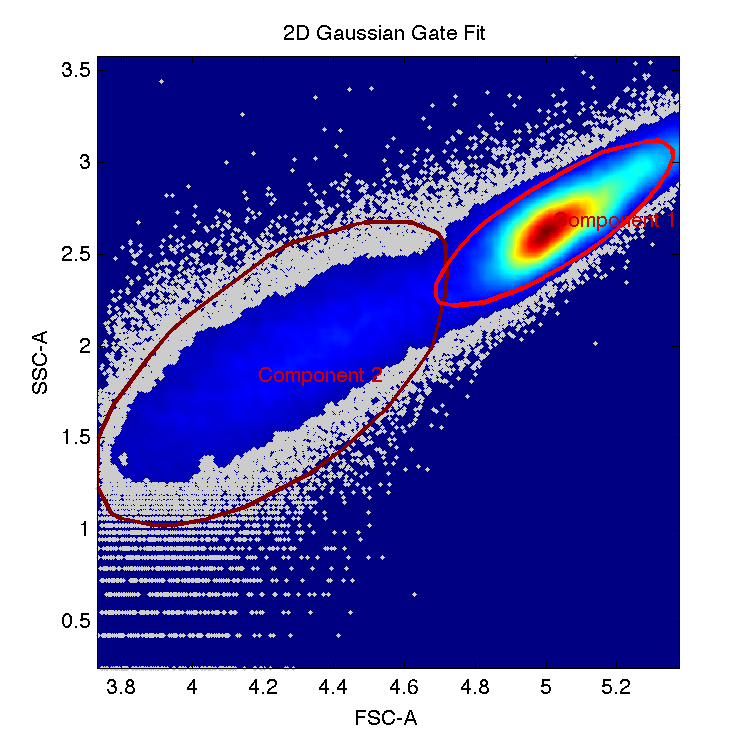 2D Gaussian Gate Fit
3.5
3
Component 1
2.5
SSC-A
2
Component 2
1.5
1
0.5
3.8 4 4.2 4.4 4.6 4.8 5 5.2
FSC-A